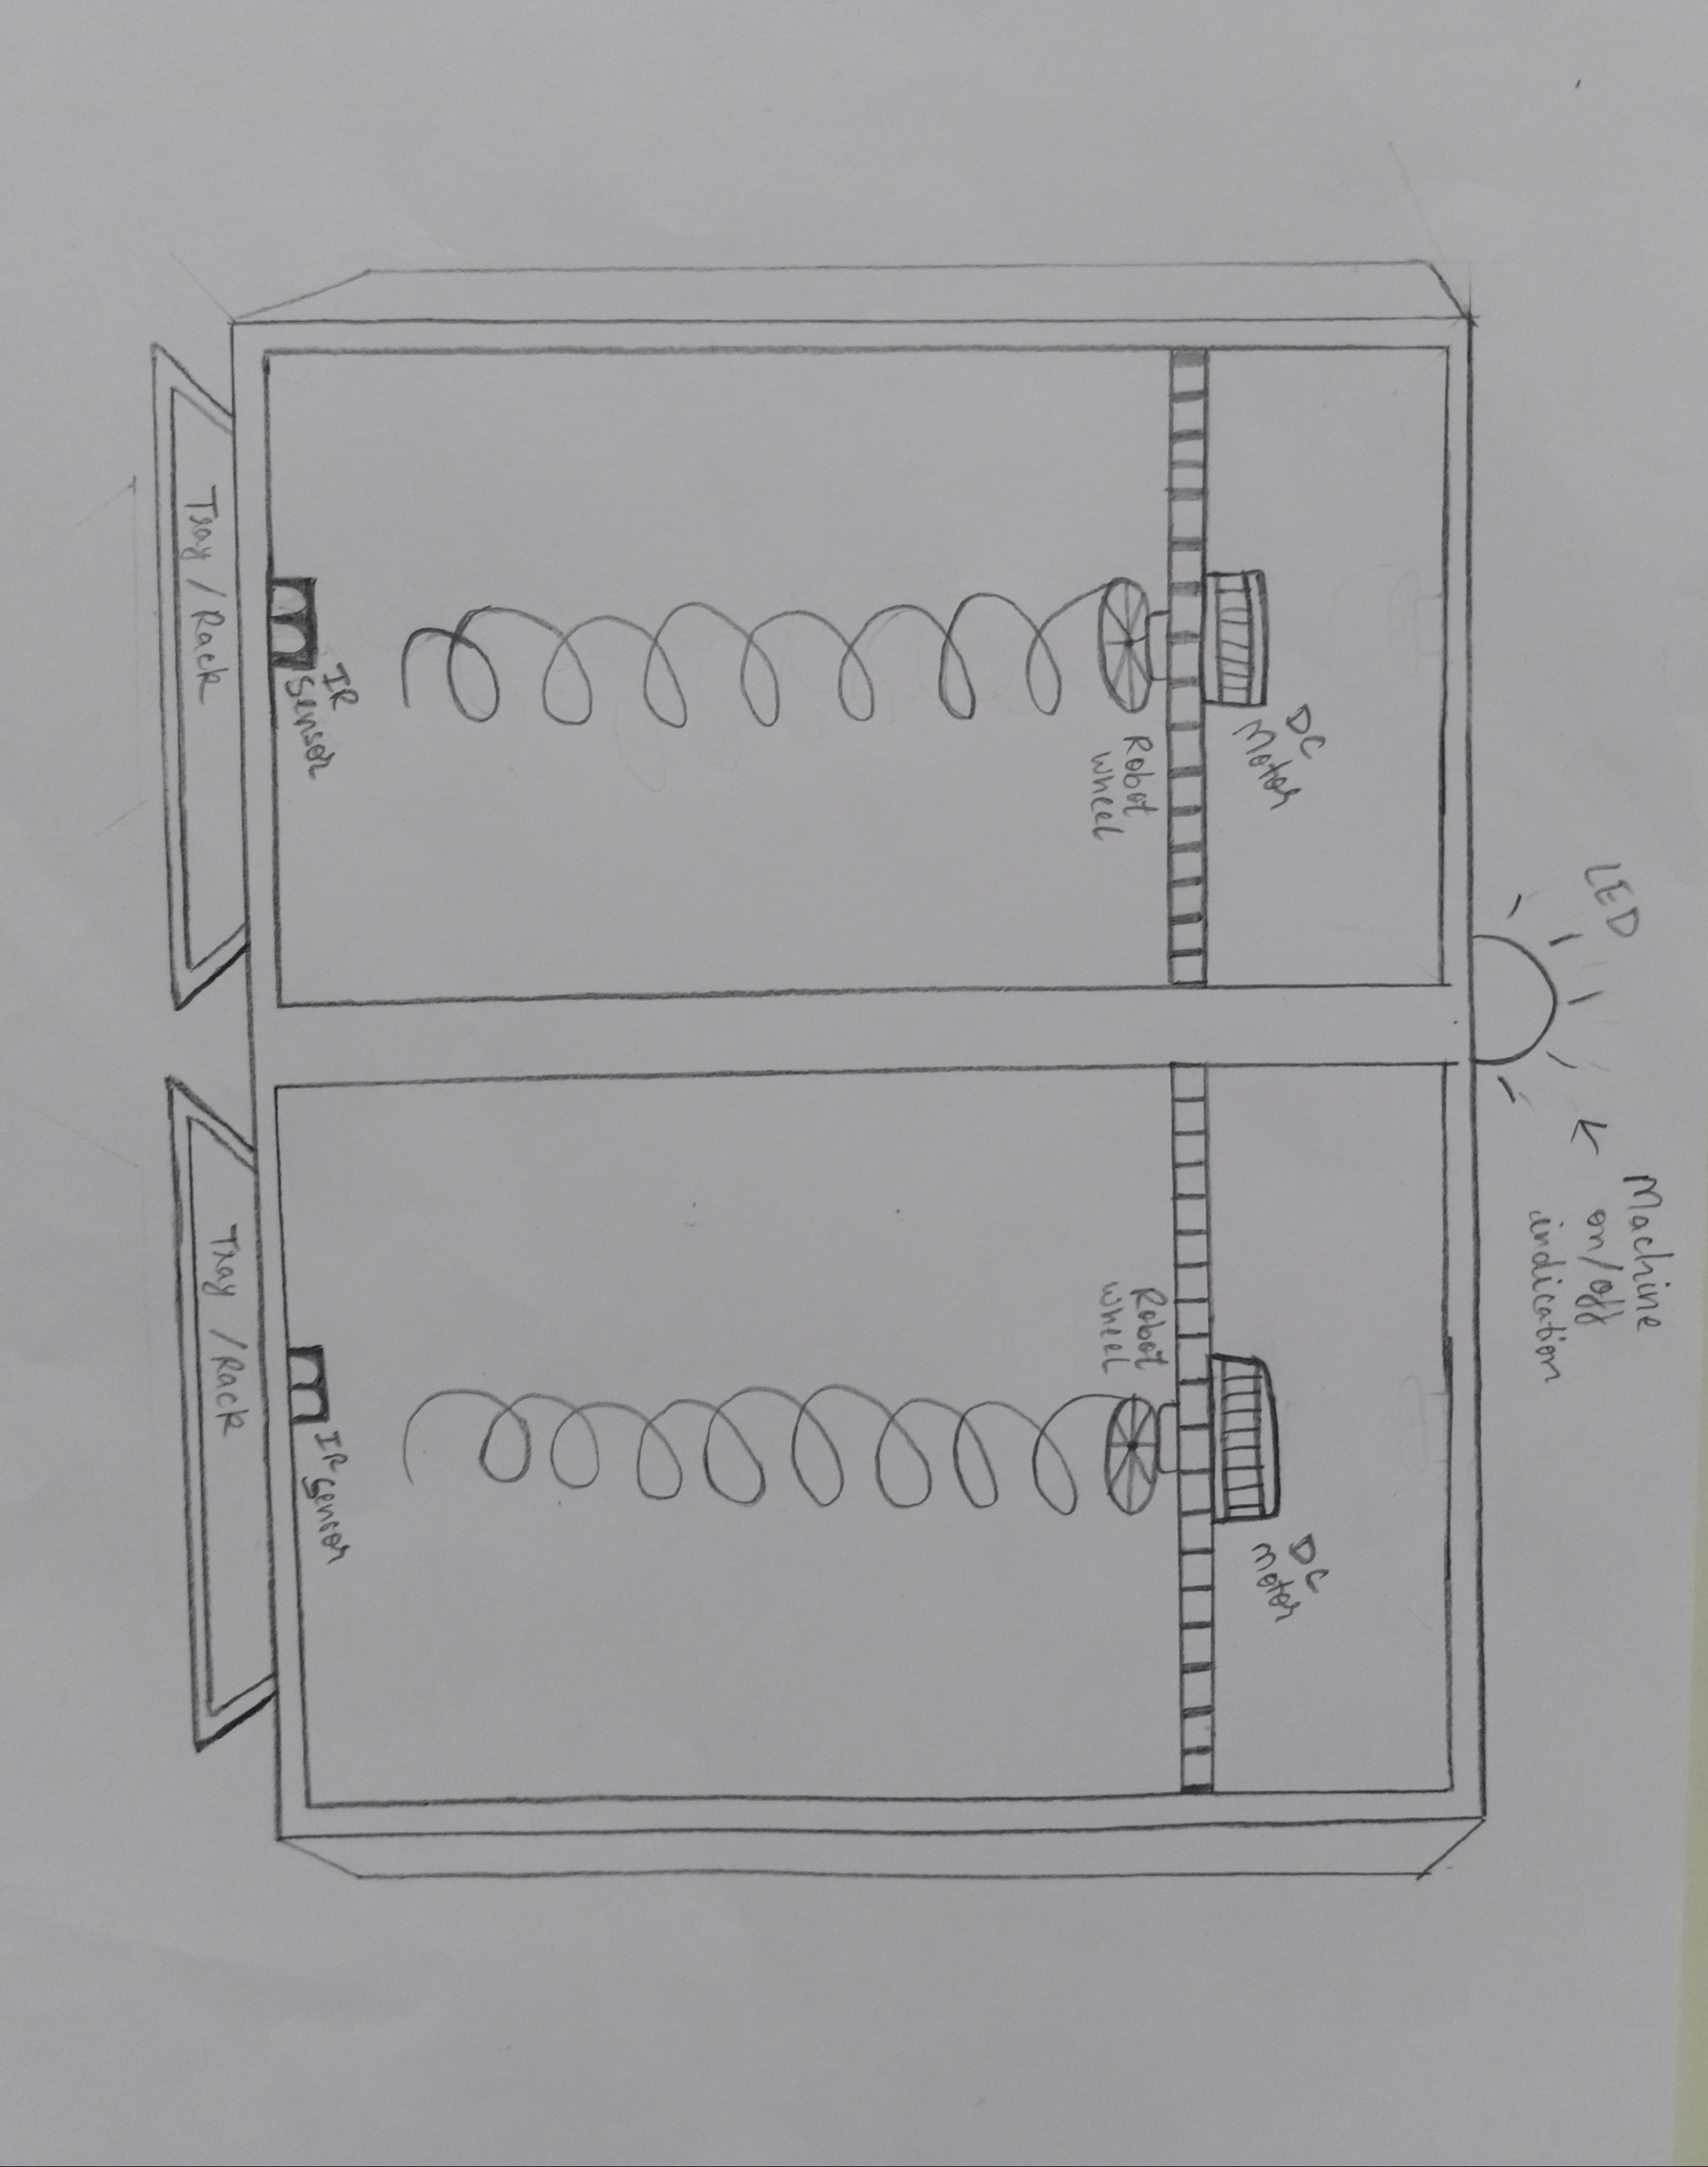 LED
Machine
on/off
indication
DC
Motor
DC
Motor
Robot
Wheel
Robot
Wheel
IR
Sensor
IR Sensor
Tray / Rack
Tray / Rack